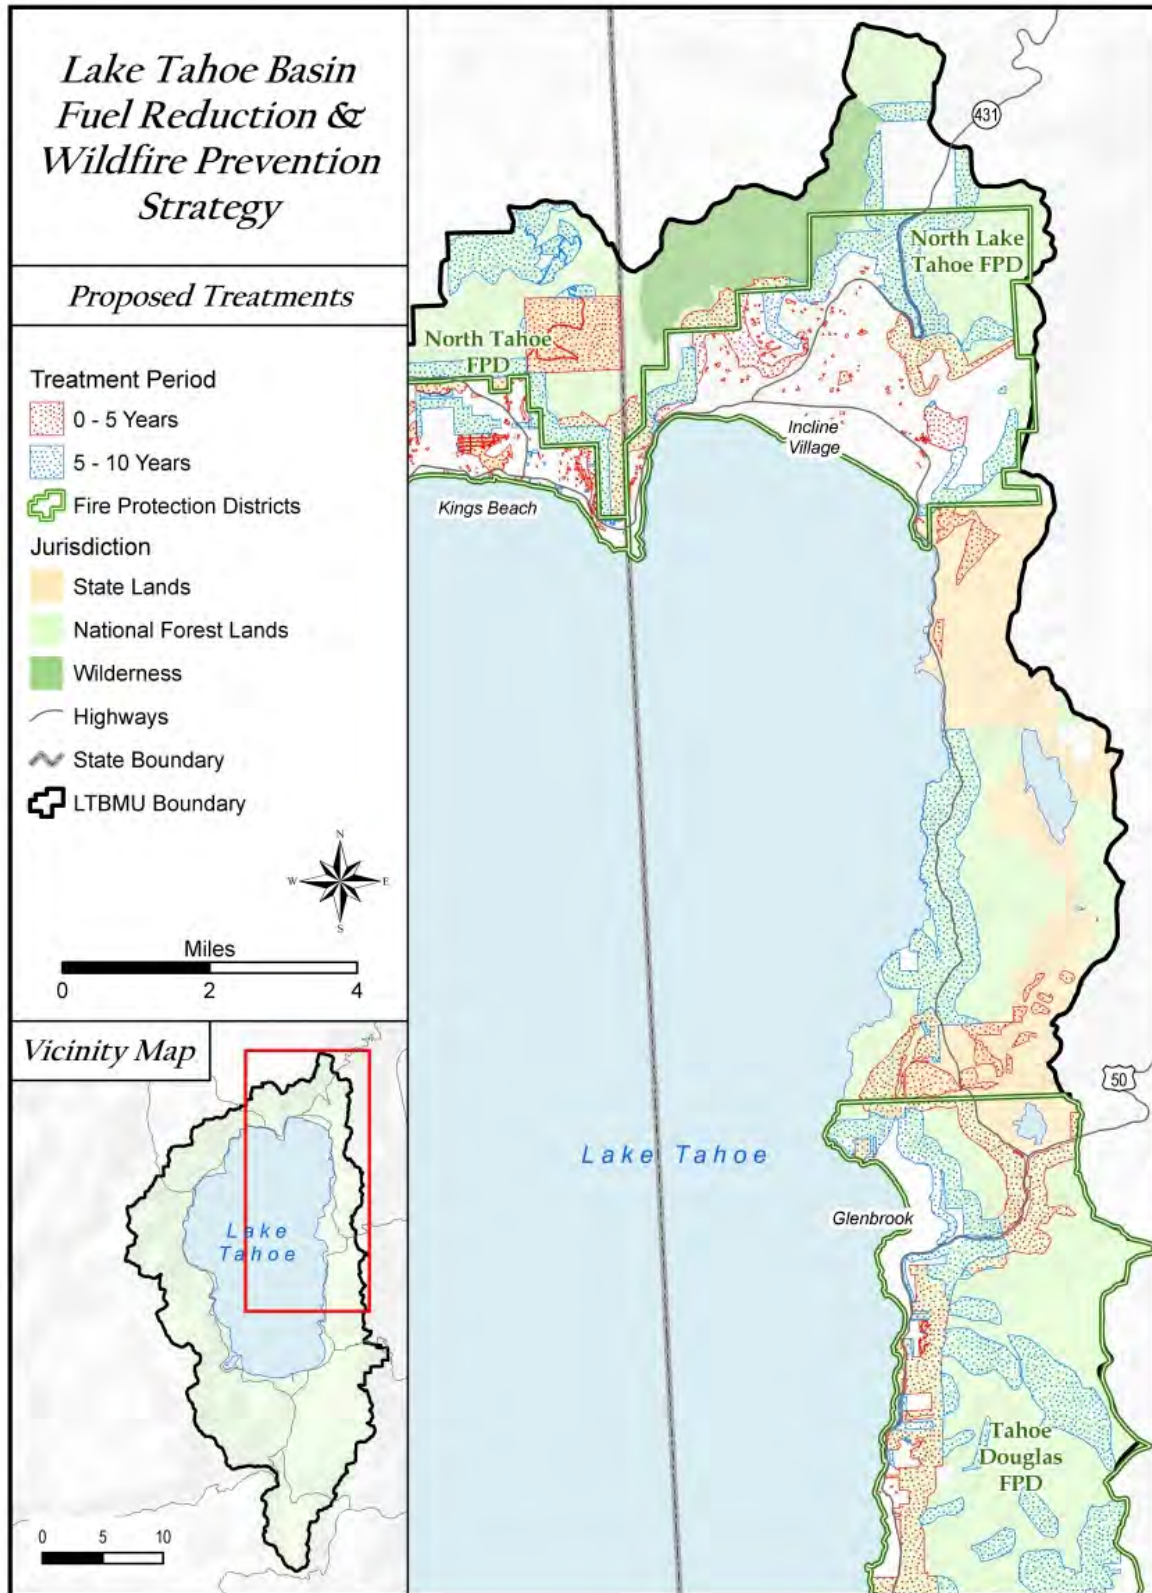 Lake Tahoe Basin
Fuel Reduction &
Wildfire Prevention
Strategy
Proposed Treatments
Treatment Period
0 - 5 Years
5 - 10 Years
Fire Protection Districts
Jurisdiction
State Lands
National Forest Lands
Wilderness
Highways
State Boundary
LTBMU Boundary
N
W E
S
Miles
0 2 4
Vicinity Map
Lake
Tahoe
0 5 10
431
North Lake
Tahoe FPD
North Tahoe
FPD
Incline
Village
Kings Beach
50
Lake Tahoe
Glenbrook
Tahoe
Douglas
FPD